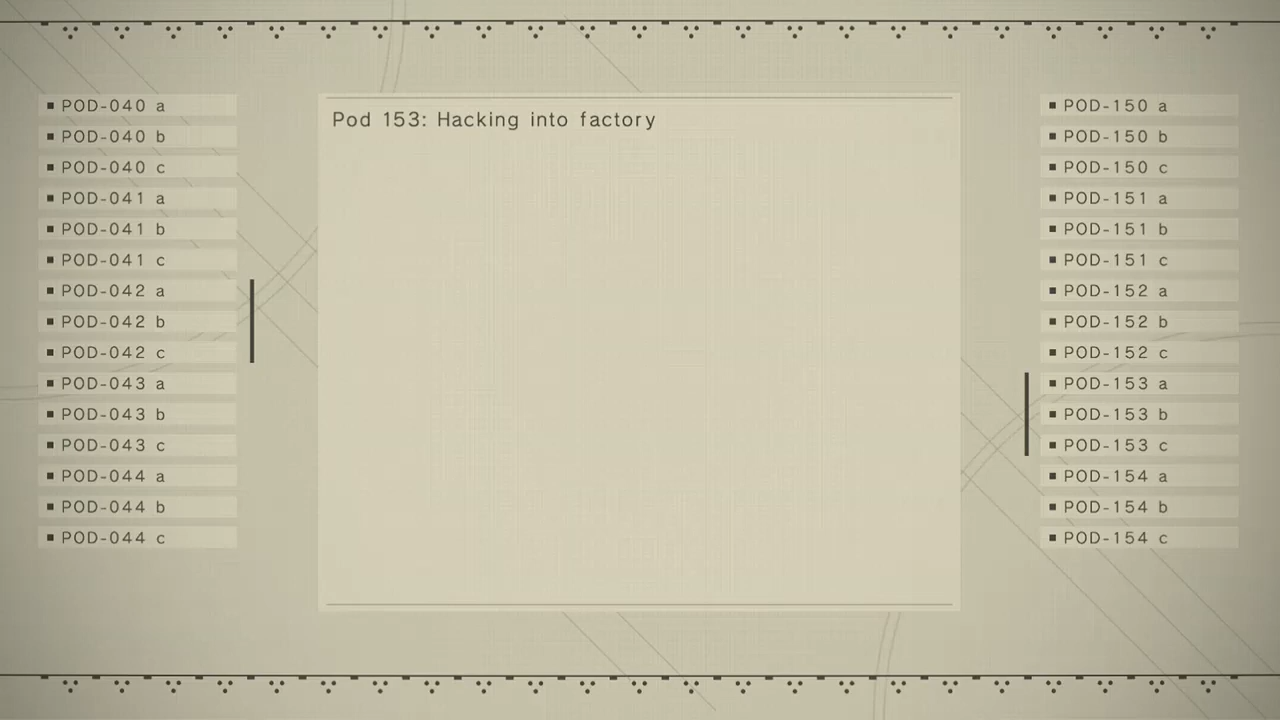 POD-040 a
POD-040 b
POD-040 c
POD-041 a
POD-041 b
POD-041 c
POD-042 a
POD-042 b
POD-042 c
POD-043 a
POD-043 b
POD-043 c
POD-044 a
POD-044 b
POD-044 c
Pod 153: Hacking into factory
POD-150 a
POD-150 b
POD-150 c
POD-151 a
POD-151 b
POD-151 c
POD-152 a
POD-152 b
POD-152 c
POD-153 a
POD-153 b
POD-153 c
POD-154 a
POD-154 b
POD-154 c